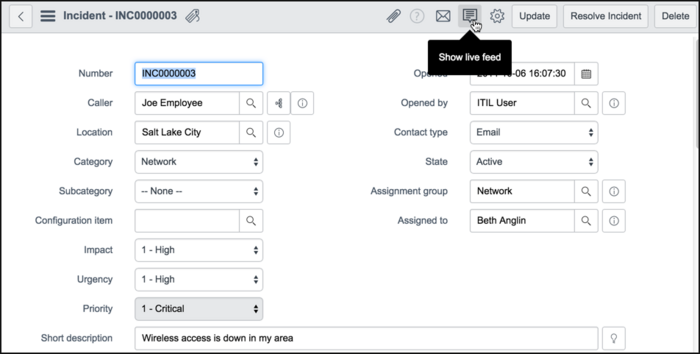 Incident - INC0000003
Update
Resolve Incident
Delete
Show live feed
Number INC0000003
Caller Joe Employee
Location Salt Lake City
Category Network
Subcategory -- None --
Configuration item
Impact 1 - High
Urgency 1 - High
Priority 1 - Critical
Short description Wireless access is down in my area
-06 16:07:30
Opened by ITIL User
Contact type Email
State Active
Assignment group Network
Assigned to Beth Anglin